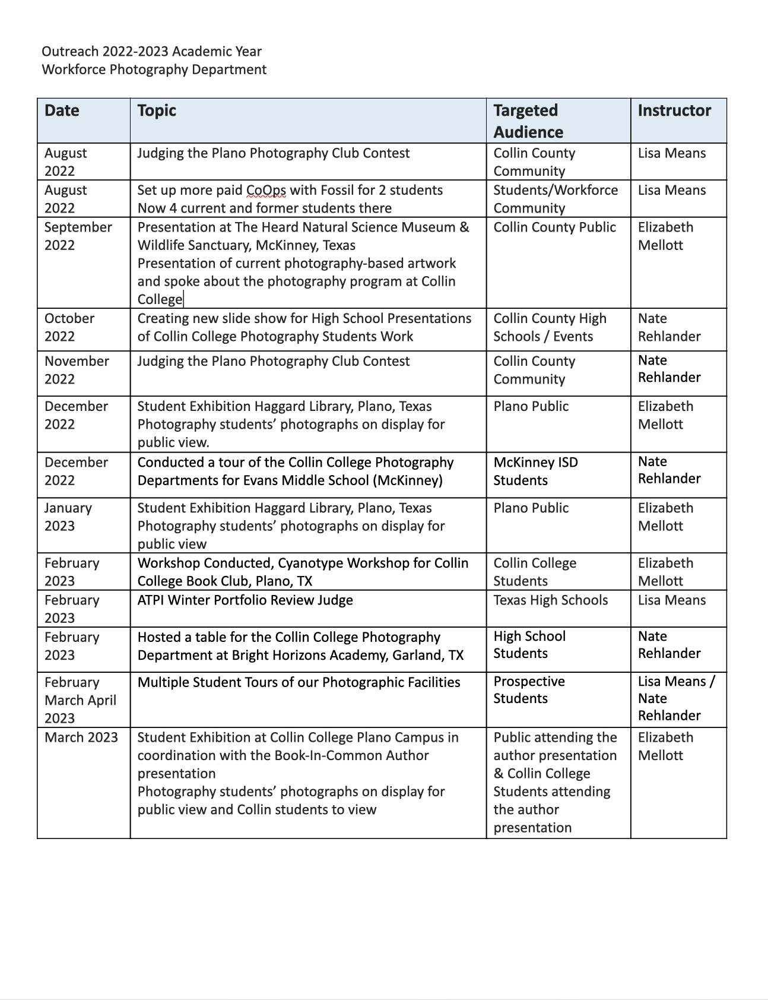 Outreach 2022-2023 Academic Year
Workforce Photography Department
Date
Topic
Targeted
Audience
Instructor
August
2022
Judging the Plano Photography Club Contest
Collin County
Community
Lisa Means
August
2022
Set up more paid CoOps with Fossil for 2 students
Now 4 current and former students there
Students/Workforce
Community
Lisa Means
September
2022
Presentation at The Heard Natural Science Museum &
Wildlife Sanctuary, McKinney, Texas
Presentation of current photography-based artwork
and spoke about the photography program at Collin
College
Collin County Public
Elizabeth
Mellott
October
2022
Creating new slide show for High School Presentations
of Collin College Photography Students Work
Collin County High
Schools / Events
Nate
Rehlander
November
2022
Judging the Plano Photography Club Contest
Collin County
Community
Nate
Rehlander
December
2022
Student Exhibition Haggard Library, Plano, Texas
Photography students’ photographs on display for
public view.
Plano Public
Elizabeth
Mellott
December
2022
Conducted a tour of the Collin College Photography
Departments for Evans Middle School (McKinney)
McKinney ISD
Students
Nate
Rehlander
January
2023
Student Exhibition Haggard Library, Plano, Texas
Photography students’ photographs on display for
public view
Plano Public
Elizabeth
Mellott
February
2023
Workshop Conducted, Cyanotype Workshop for Collin
College Book Club, Plano, TX
Collin College
Students
Elizabeth
Mellott
February
2023
ATPI Winter Portfolio Review Judge
Texas High Schools
Lisa Means
February
2023
Hosted a table for the Collin College Photography
Department at Bright Horizons Academy, Garland, TX
High School
Students
Nate
Rehlander
February
March April
2023
Multiple Student Tours of our Photographic Facilities
Prospective
Students
Lisa Means /
Nate
Rehlander
March 2023
Student Exhibition at Collin College Plano Campus in
coordination with the Book-In-Common Author
presentation
Photography students’ photographs on display for
public view and Collin students to view
Public attending the
author presentation
& Collin College
Students attending
the author
presentation
Elizabeth
Mellott